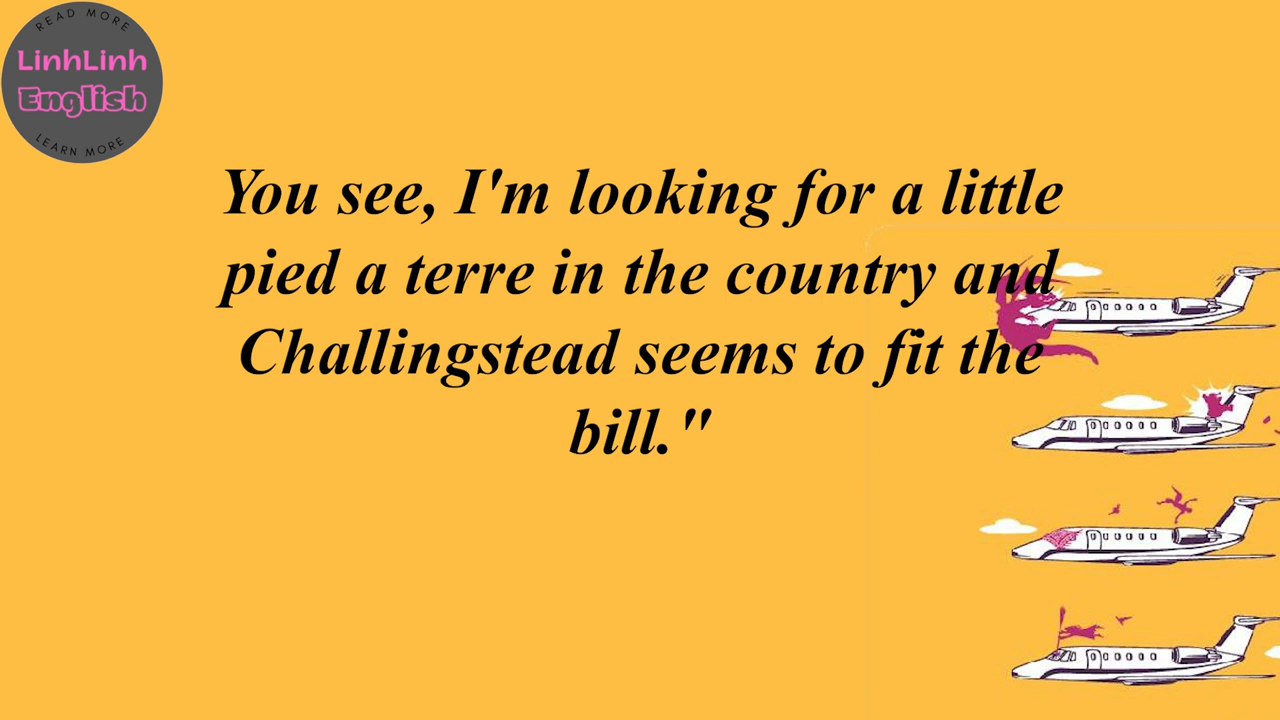 READ MORE
LinhLinh
English
LEARN MORE
You see, I'm looking for a little
pied a terre in the country and
Challingstead seems to fit the
bill."